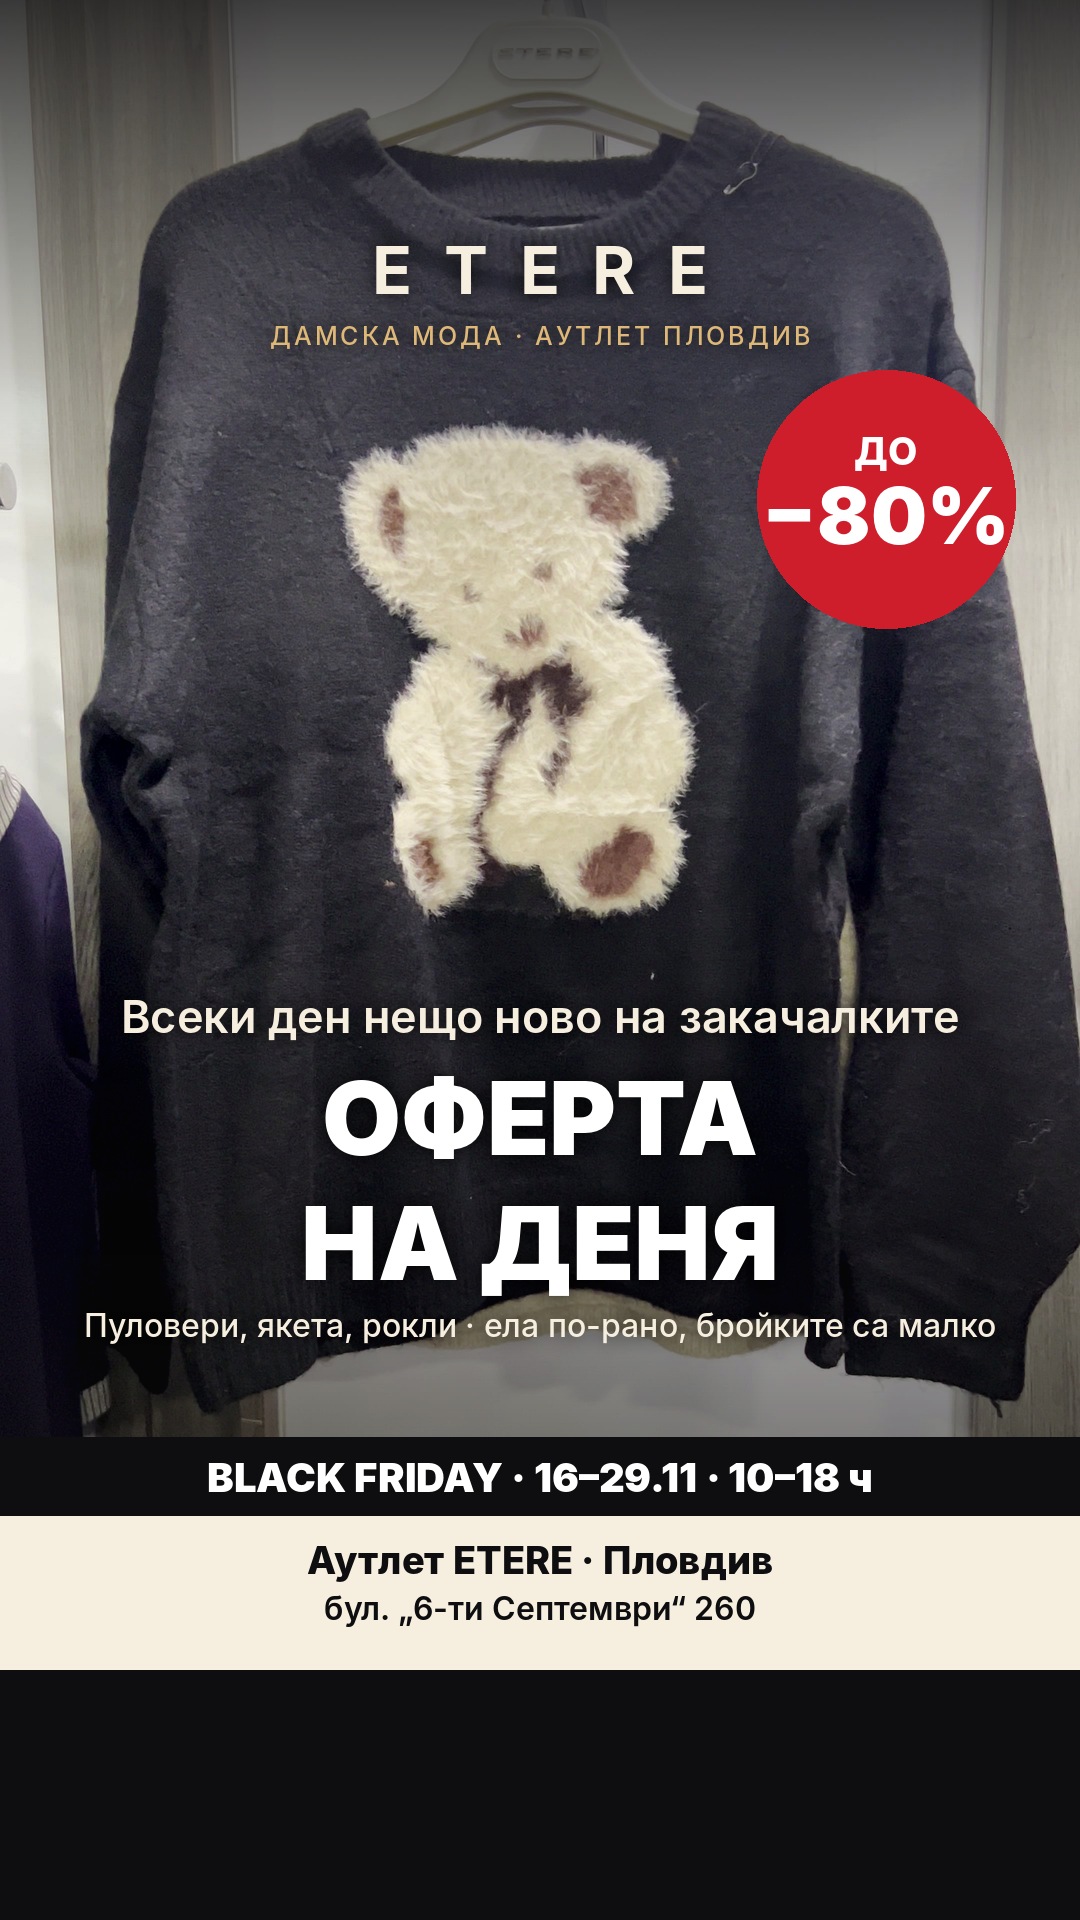 ETERE
ETERE
ДАМСКА МОДА · АУТЛЕТ ПЛОВДИВ
ДО
−80%
Всеки ден нещо ново на закачалките
ОФЕРТА
НА ДЕНЯ
Пуловери, якета, рокли · ела по-рано, бройките са малко
BLACK FRIDAY · 16–29.11 · 10–18 ч
Аутлет ETERE · Пловдив
бул. „6-ти Септември“ 260